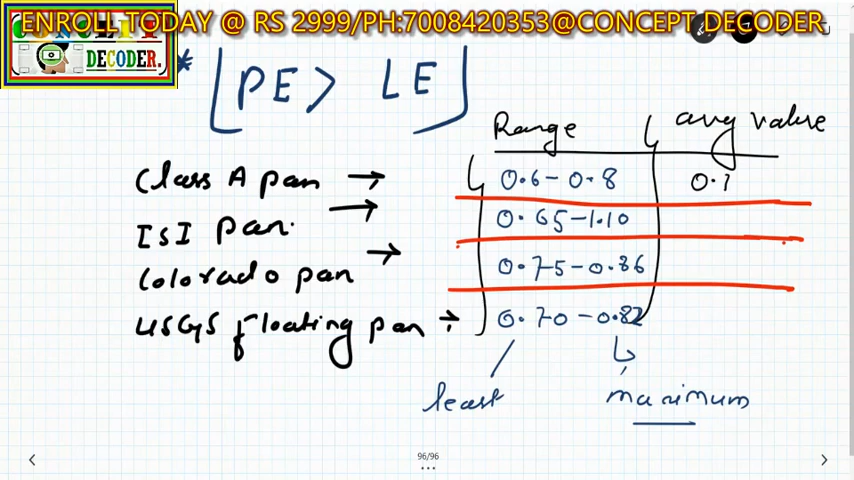 ENROLL TODAY @ RS 2999/PH:7008420353@CONCEPT DECODER.
DECODER.
* [PE > LE]
Range avg value
Class A pan → 0.6-0.8 0.7
ISI pan. → 0.65-1.10
Colorado pan → 0.75-0.86
USGS floating pan → 0.70-0.82
least maximum
96/96